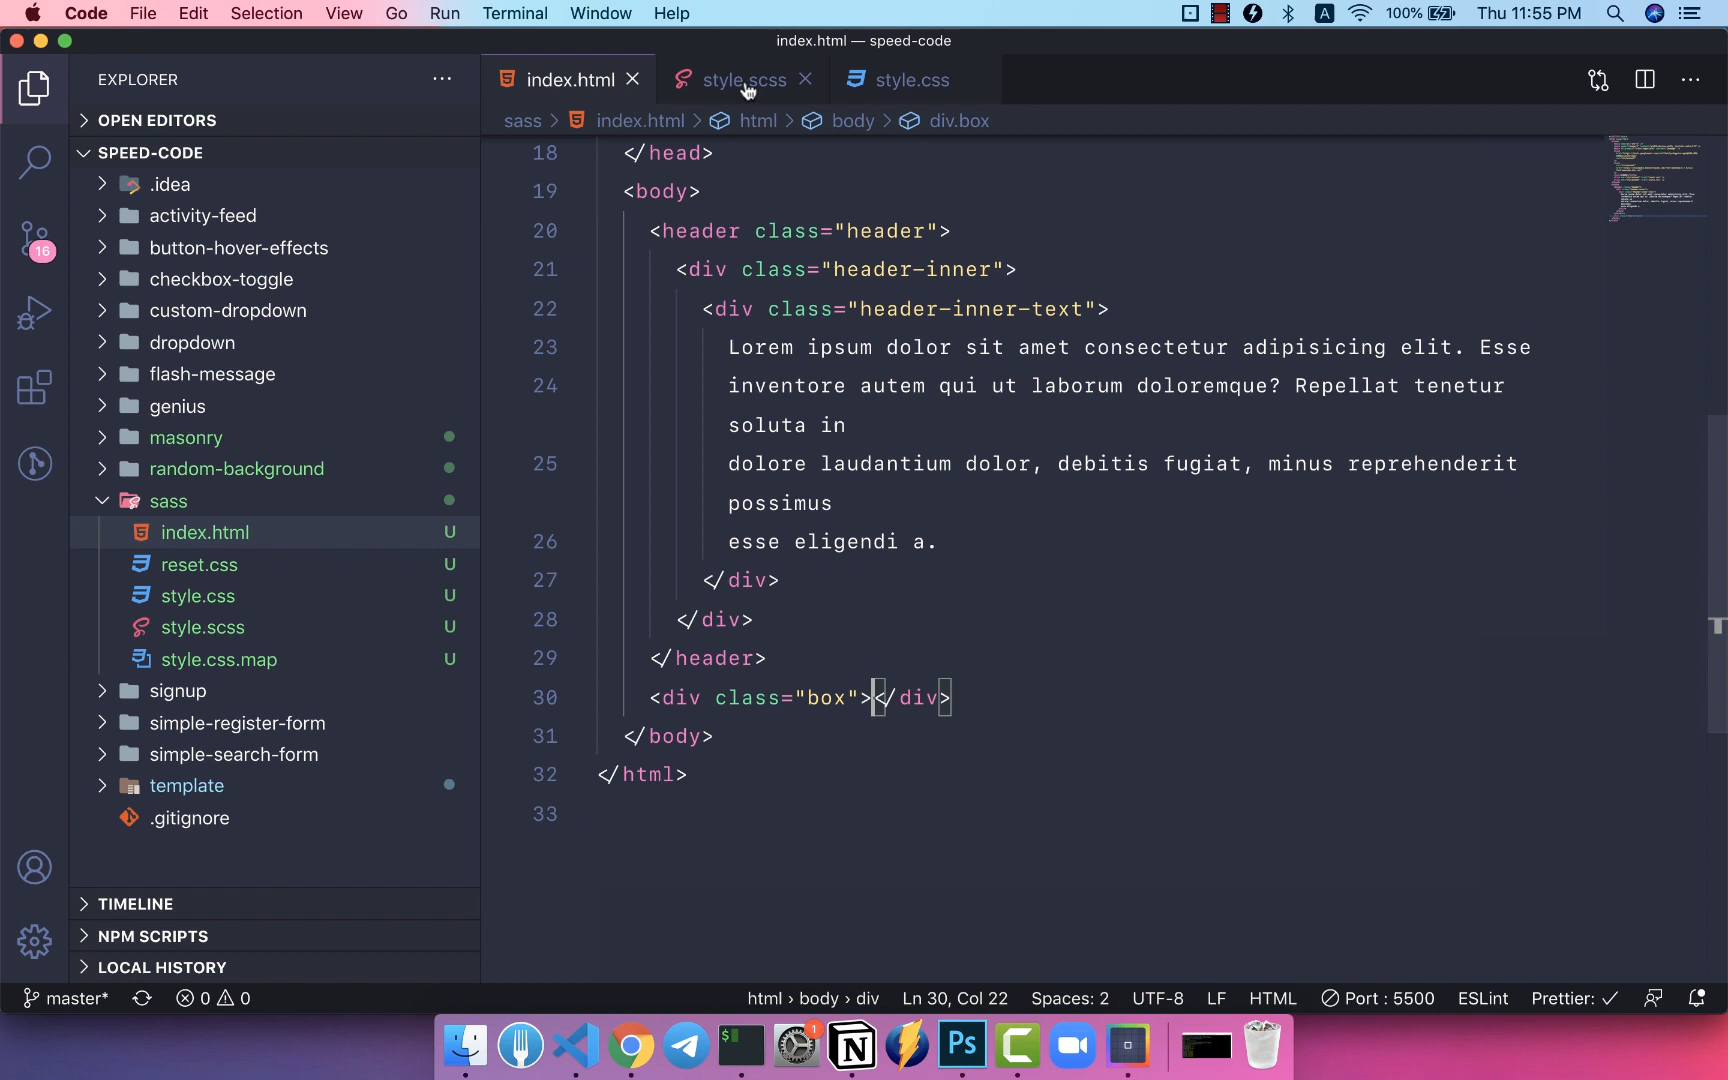 Code File Edit Selection View Go Run Terminal Window Help A 100% Thu 11:55 PM
index.html — speed-code
EXPLORER
index.html style.scss style.css
OPEN EDITORS
sass > index.html > html > body > div.box
SPEED-CODE
.idea
activity-feed
button-hover-effects
16
checkbox-toggle
custom-dropdown
dropdown
flash-message
genius
masonry
random-background
sass
index.html U
reset.css U
style.css U
style.scss U
style.css.map U
signup
simple-register-form
simple-search-form
template
.gitignore
TIMELINE
NPM SCRIPTS
LOCAL HISTORY
18 </head>
19 <body>
20 <header class="header">
21 <div class="header-inner">
22 <div class="header-inner-text">
23 Lorem ipsum dolor sit amet consectetur adipisicing elit. Esse
24 inventore autem qui ut laborum doloremque? Repellat tenetur
soluta in
25 dolore laudantium dolor, debitis fugiat, minus reprehenderit
possimus
26 esse eligendi a.
27 </div>
28 </div>
29 </header>
30 <div class="box"></div>
31 </body>
32 </html>
33
master* 0 0 html > body > div Ln 30, Col 22 Spaces: 2 UTF-8 LF HTML Port : 5500 ESLint Prettier: ✓
$ 1 N Ps C